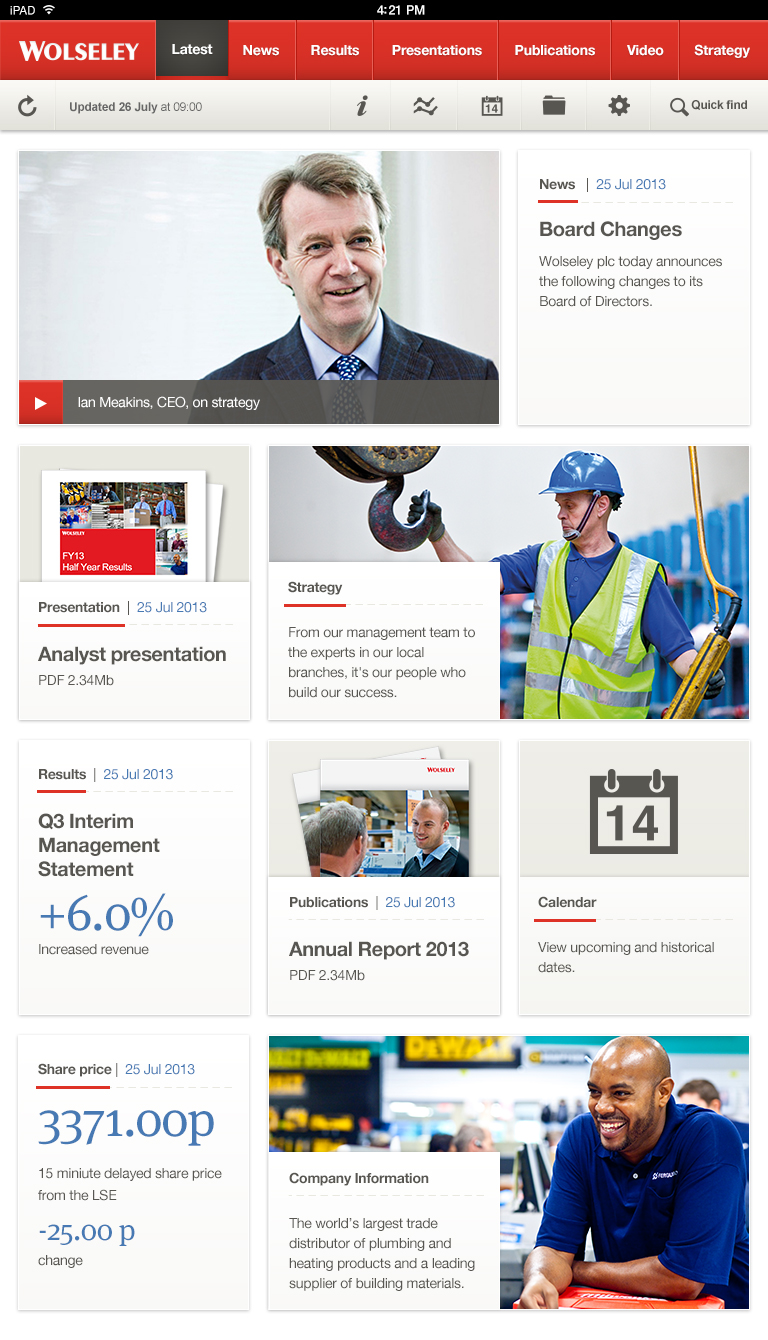 iPAD 4:21 PM
WOLSELEY Latest News Results Presentations Publications Video Strategy
Updated 26 July at 09:00 i 14 Quick find
Ian Meakins, CEO, on strategy
News | 25 Jul 2013
Board Changes
Wolseley plc today announces
the following changes to its
Board of Directors.
WOLSELEY
FY13
Half Year Results
Presentation | 25 Jul 2013
Analyst presentation
PDF 2.34Mb
Strategy
From our management team to
the experts in our local
branches, it's our people who
build our success.
Results | 25 Jul 2013
Q3 Interim
Management
Statement
+6.0%
Increased revenue
WOLSELEY
Publications | 25 Jul 2013
Annual Report 2013
PDF 2.34Mb
14
Calendar
View upcoming and historical
dates.
Share price | 25 Jul 2013
3371.00p
15 miniute delayed share price
from the LSE
-25.00 p
change
DEWALT
DEWALT
Company Information
The world's largest trade
distributor of plumbing and
heating products and a leading
supplier of building materials.